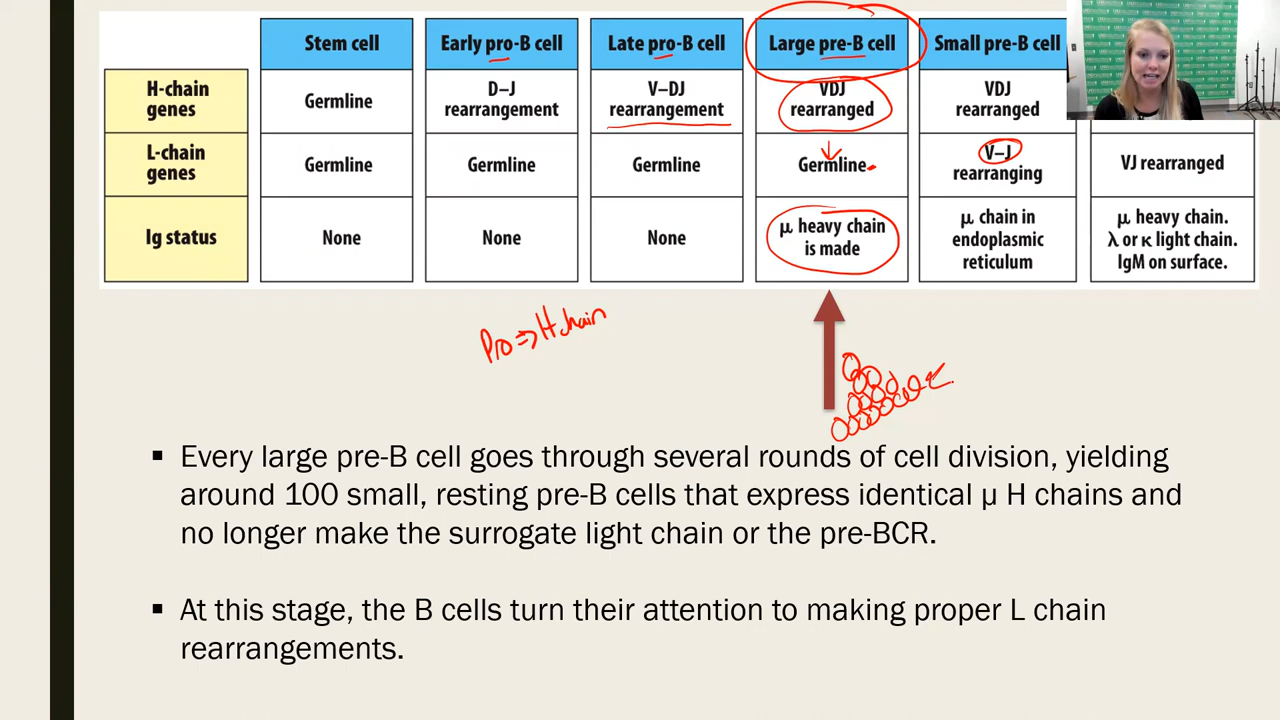 Stem cell
Early pro-B cell
Late pro-B cell
Large pre-B cell
Small pre-B cell
H-chain
genes
Germline
D–J
rearrangement
V–DJ
rearrangement
VDJ
rearranged
VDJ
rearranged
L-chain
genes
Germline
Germline
Germline
Germline
V–J
rearranging
VJ rearranged
Ig status
None
None
None
μ heavy chain
is made
μ chain in
endoplasmic
reticulum
μ heavy chain.
λ or κ light chain.
IgM on surface.
Pro ⇒ H chain
▪ Every large pre-B cell goes through several rounds of cell division, yielding
around 100 small, resting pre-B cells that express identical μ H chains and
no longer make the surrogate light chain or the pre-BCR.
▪ At this stage, the B cells turn their attention to making proper L chain
rearrangements.